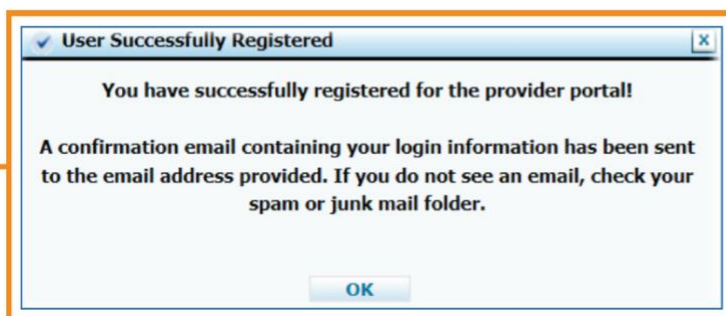 User Successfully Registered
You have successfully registered for the provider portal!
A confirmation email containing your login information has been sent
to the email address provided. If you do not see an email, check your
spam or junk mail folder.
OK